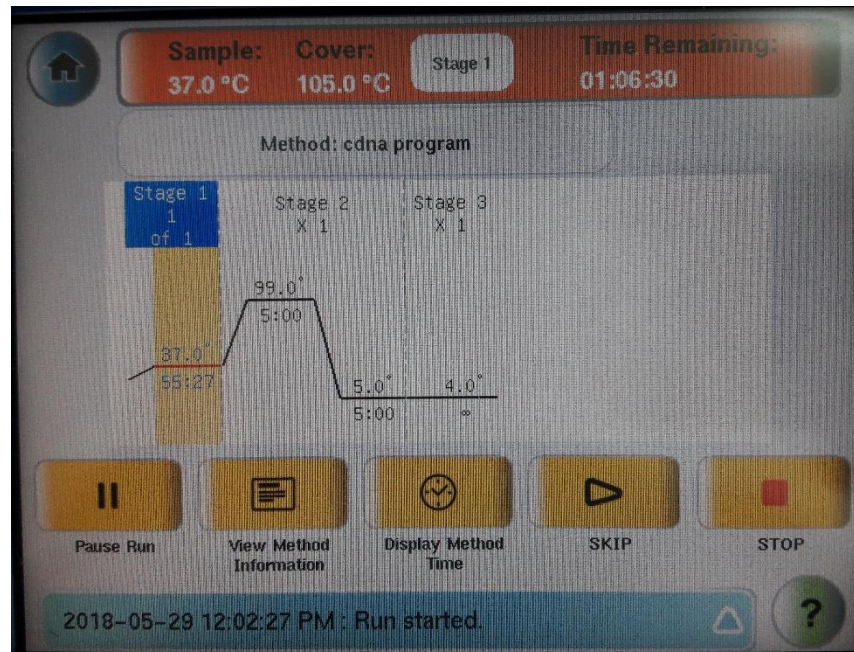 Sample: Cover: Stage 1 Time Remaining:
37.0 °C 105.0 °C 01:06:30
Method: cdna program
Stage 1 Stage 2 Stage 3
1 X 1 X 1
of 1
99.0°
5:00
37.0°
55:27
5.0° 4.0°
5:00 ∞
Pause Run View Method Information Display Method Time SKIP STOP
2018-05-29 12:02:27 PM : Run started.
?